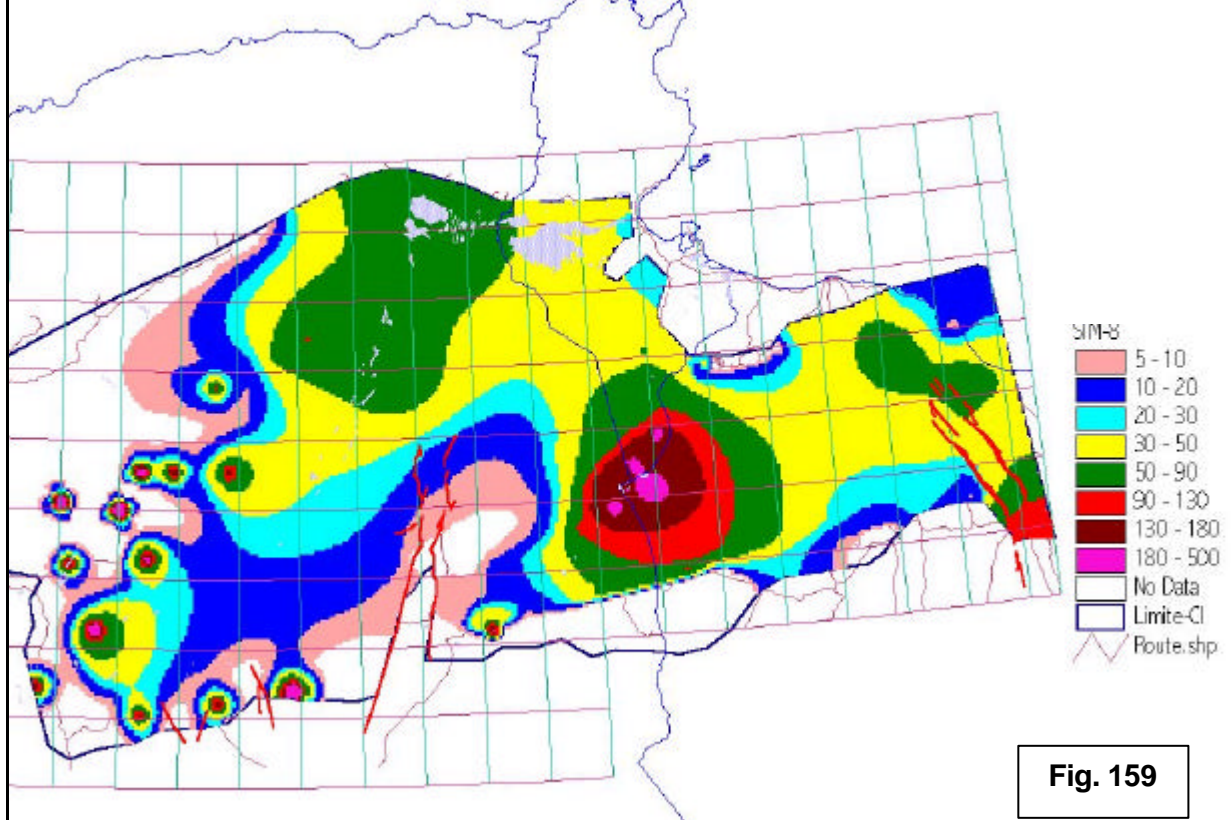 SIM-8
5 - 10
10 - 20
20 - 30
30 - 50
50 - 90
90 - 130
130 - 180
180 - 500
No Data
Limite-CI
Route.shp
Fig. 159